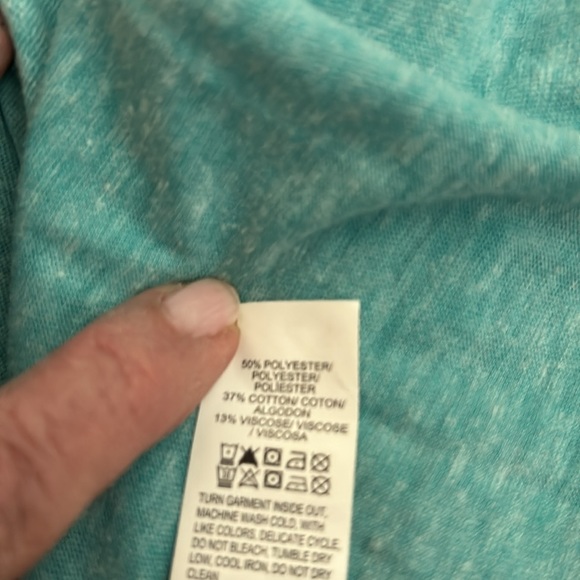 50% POLYESTER/
POLYESTER/
POLIESTER
37% COTTON/ COTON/
ALGODON
13% VISCOSE/ VISCOSE
/ VISCOSA
TURN GARMENT INSIDE OUT,
MACHINE WASH COLD, WITH
LIKE COLORS, DELICATE CYCLE,
DO NOT BLEACH, TUMBLE DRY
LOW, COOL IRON, DO NOT DRY
CLEAN